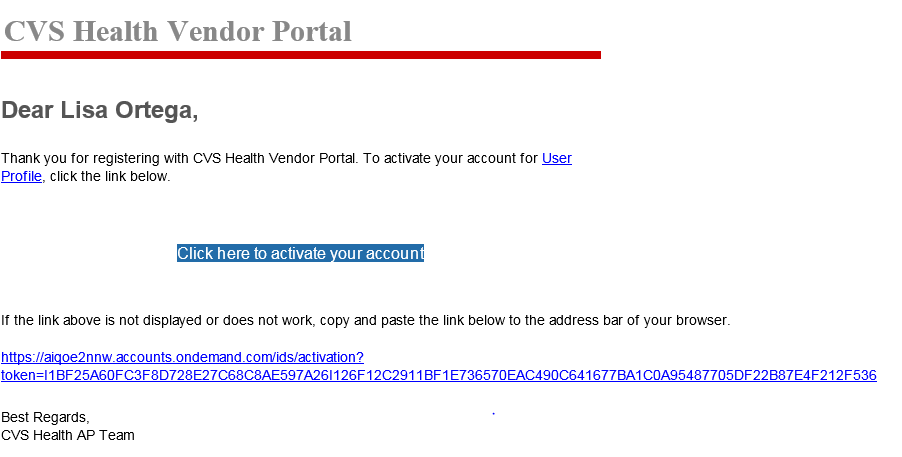 CVS Health Vendor Portal
Dear Lisa Ortega,
Thank you for registering with CVS Health Vendor Portal. To activate your account for User
Profile, click the link below.
Click here to activate your account
If the link above is not displayed or does not work, copy and paste the link below to the address bar of your browser.
https://aiqoe2nnw.accounts.ondemand.com/ids/activation?
token=I1BF25A60FC3F8D728E27C68C8AE597A26I126F12C2911BF1E736570EAC490C641677BA1C0A95487705DF22B87E4F212F536
Best Regards,
CVS Health AP Team